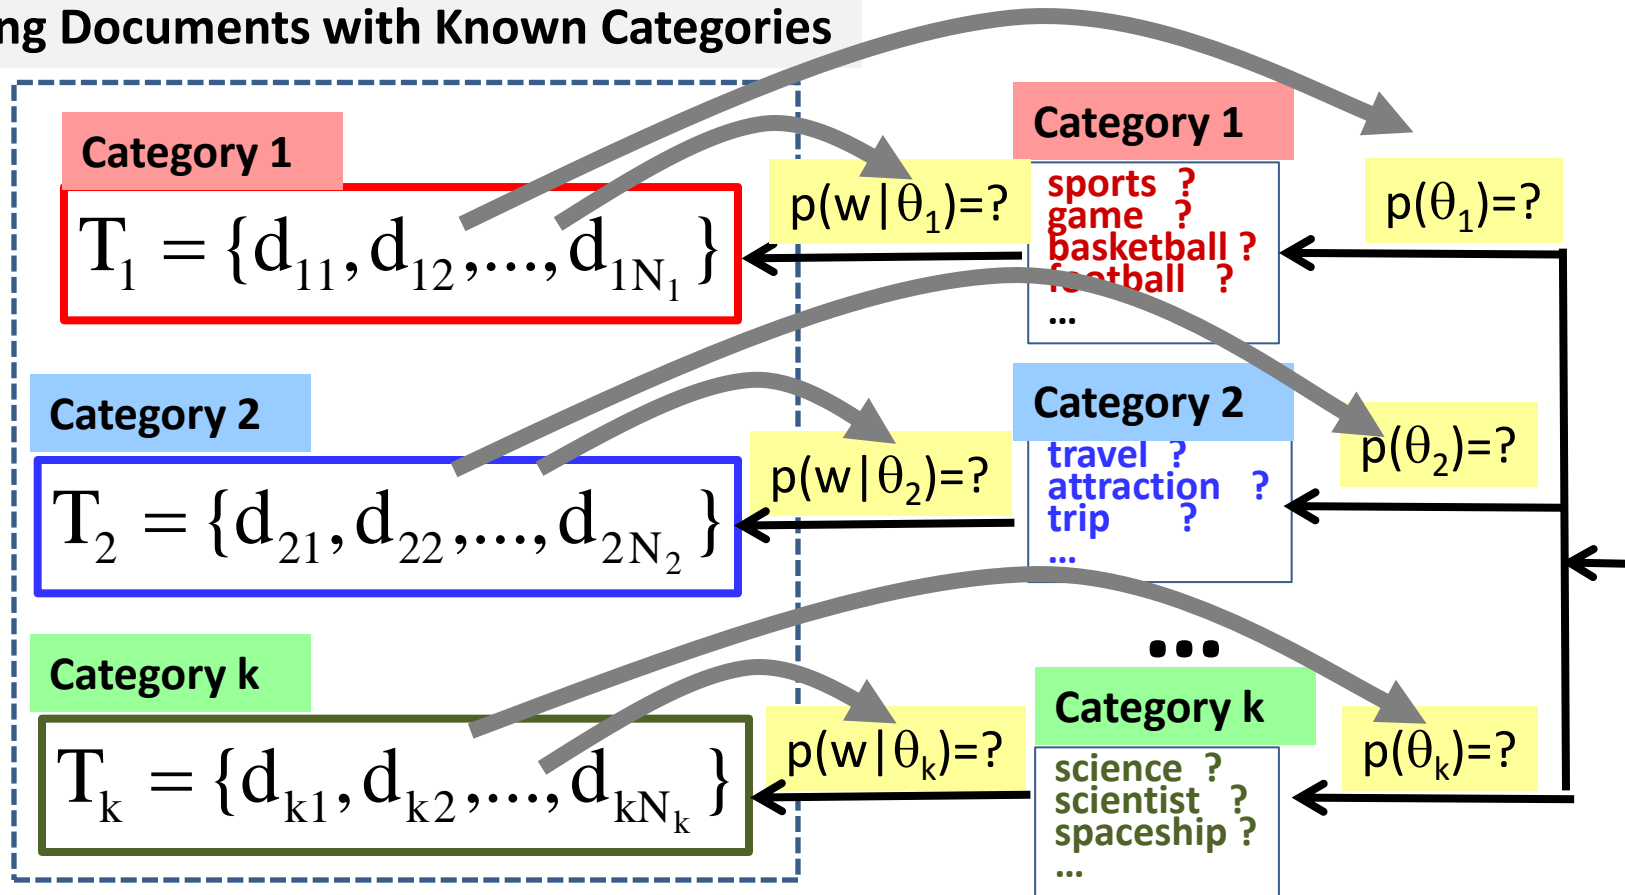 ng Documents with Known Categories
Category 1
T₁ = {d₁₁, d₁₂,..., d₁N₁}
p(w|θ₁)=?
Category 1
sports ?
game ?
basketball ?
football ?
...
p(θ₁)=?
Category 2
T₂ = {d₂₁, d₂₂,..., d₂N₂}
p(w|θ₂)=?
Category 2
travel ?
attraction ?
trip ?
...
p(θ₂)=?
...
Category k
Tₖ = {dₖ₁, dₖ₂,..., dₖNₖ}
p(w|θₖ)=?
Category k
science ?
scientist ?
spaceship ?
...
p(θₖ)=?